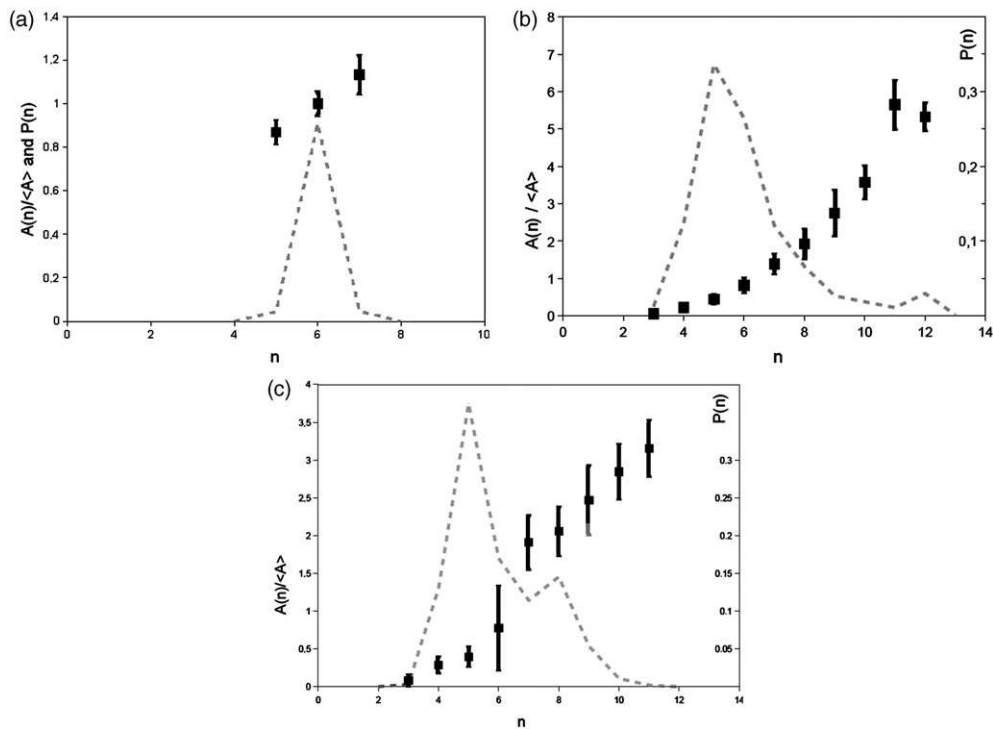 (a)
1.4
1.2
1
0.8
0.6
0.4
0.2
0
A(n)/<A> and P(n)
0 2 4 6 8 10
n
(b)
8
7
6
5
4
3
2
1
0
A(n) / <A>
P(n)
0,3
0,2
0,1
0 2 4 6 8 10 12 14
n
(c)
4
3.5
3
2.5
2
1.5
1
0.5
0
A(n)/<A>
P(n)
0.3
0.25
0.2
0.15
0.1
0.05
0 2 4 6 8 10 12 14
n